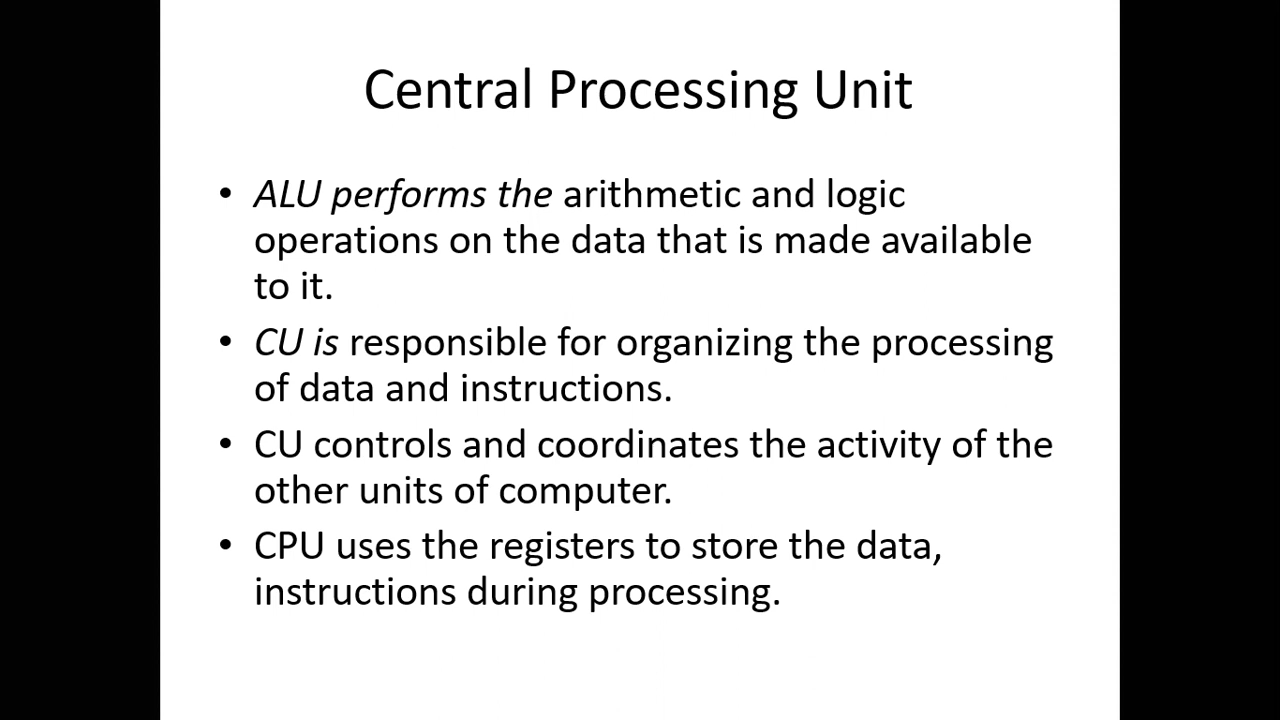 Central Processing Unit
• ALU performs the arithmetic and logic
operations on the data that is made available
to it.
• CU is responsible for organizing the processing
of data and instructions.
• CU controls and coordinates the activity of the
other units of computer.
• CPU uses the registers to store the data,
instructions during processing.